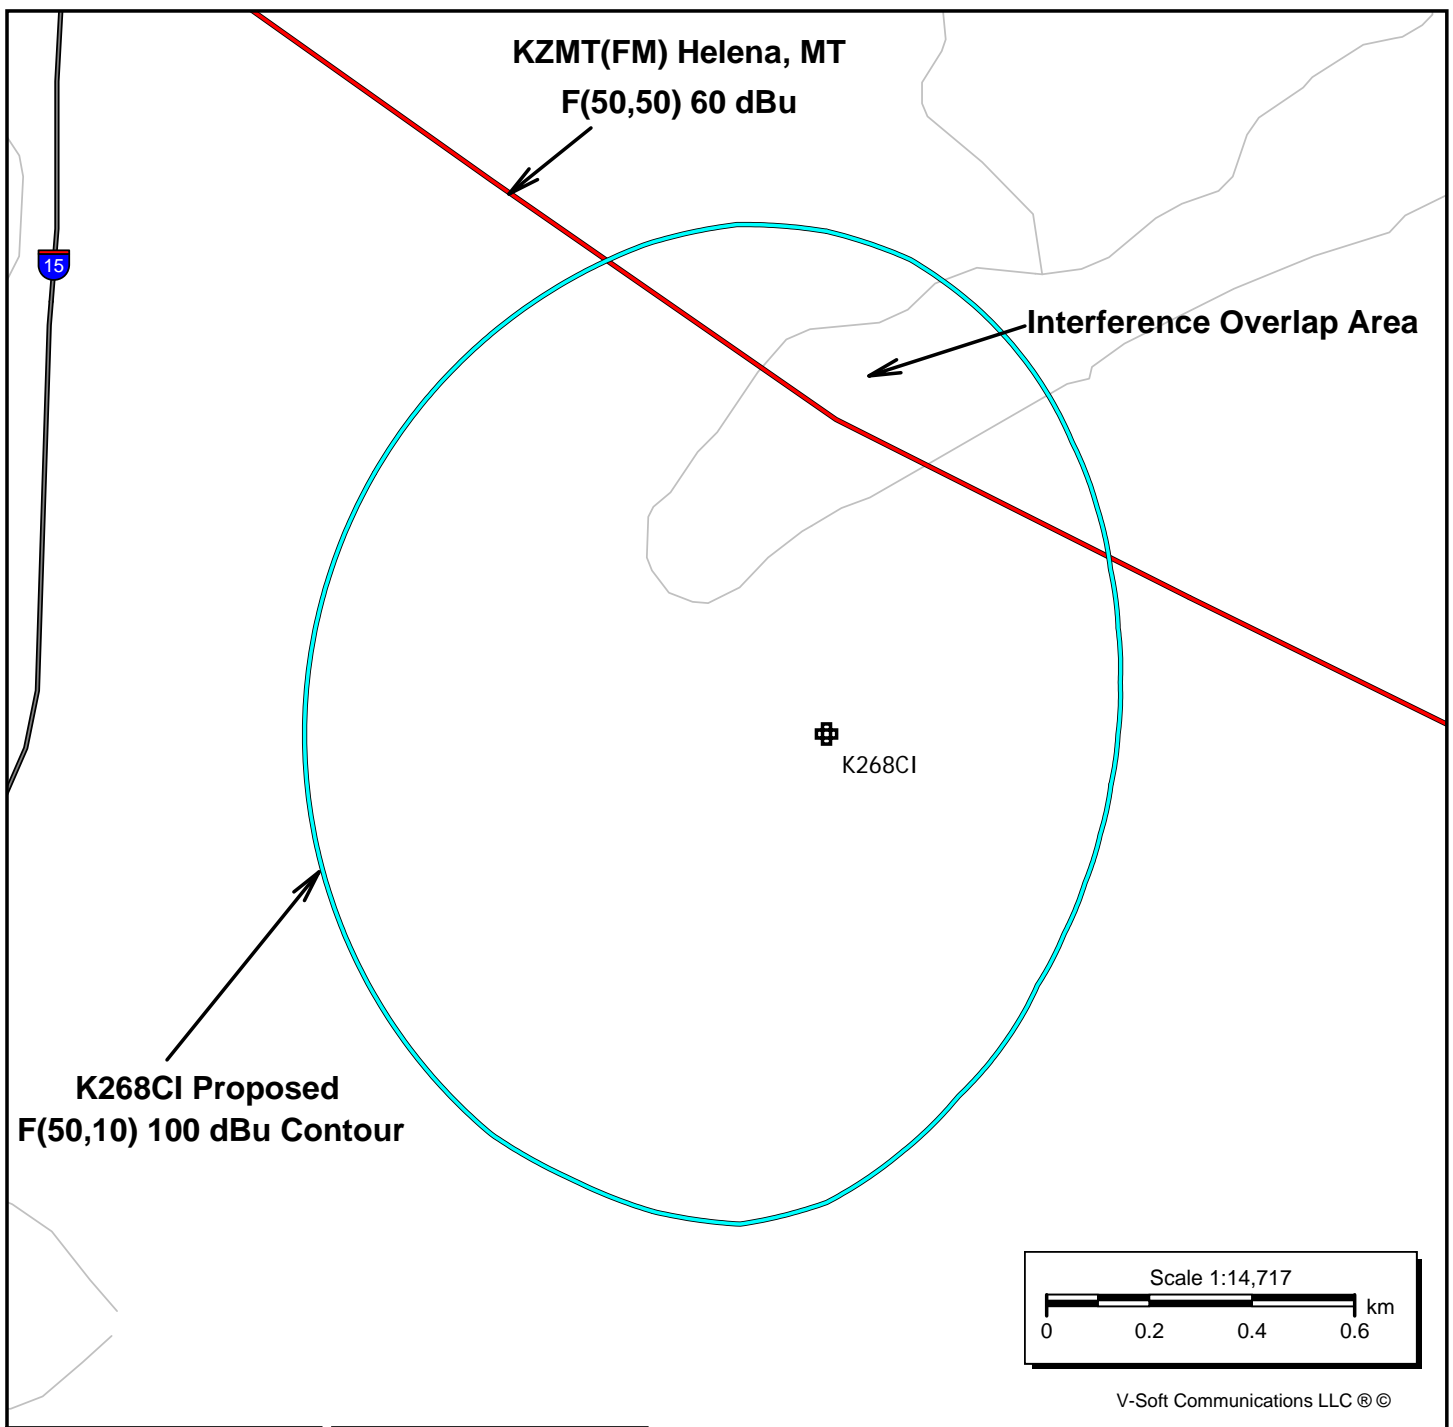 KZMT(FM) Helena, MT
F(50,50) 60 dBu
15
Interference Overlap Area
K268CI
K268CI Proposed
F(50,10) 100 dBu Contour
Scale 1:14,717
km
0 0.2 0.4 0.6
V-Soft Communications LLC ® ©